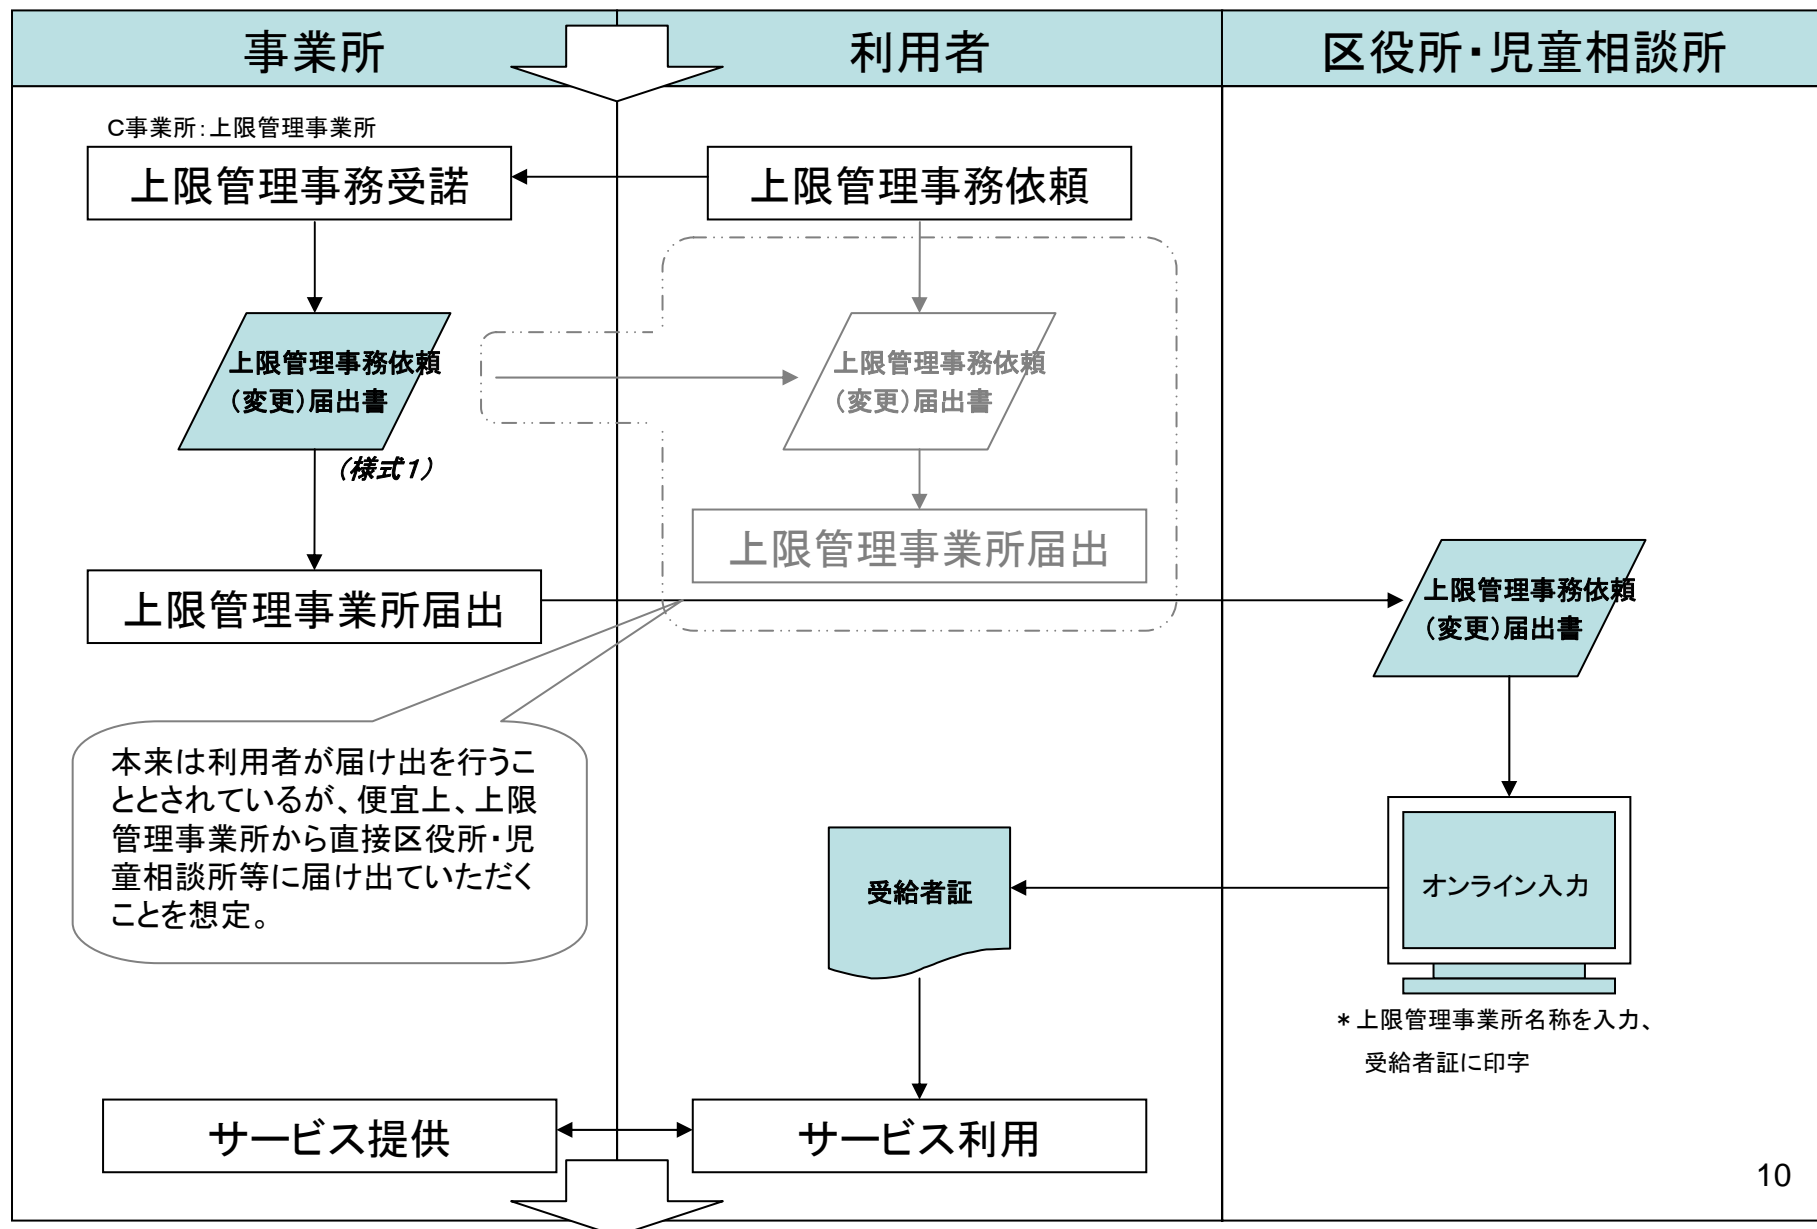 事業所
利用者
区役所・児童相談所
C事業所：上限管理事業所
上限管理事務受諾
上限管理事務依頼
上限管理事務依頼
（変更）届出書
（様式1）
上限管理事務依頼
（変更）届出書
上限管理事業所届出
上限管理事業所届出
上限管理事務依頼
（変更）届出書
本来は利用者が届け出を行うこ
ととされているが、便宜上、上限
管理事業所から直接区役所・児
童相談所等に届け出ていただく
ことを想定。
受給者証
オンライン入力
＊上限管理事業所名称を入力、
受給者証に印字
サービス提供
サービス利用
10